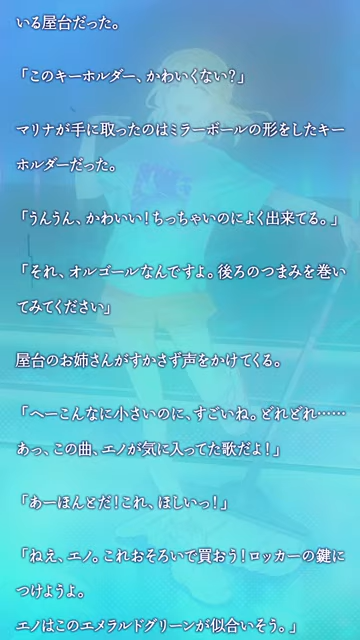 いる屋台だった。
「このキーホルダー、かわいくない？」
マリナが手に取ったのはミラーボールの形をしたキー
ホルダーだった。
「うんうん、かわいい！ちっちゃいのによく出来てる。」
「それ、オルゴールなんですよ。後ろのつまみを巻い
てみてください」
屋台のお姉さんがすかさず声をかけてくる。
「へーこんなに小さいのに、すごいね。どれどれ……
あっ、この曲、エノが気に入ってた歌だよ！」
「あーほんとだ！これ、ほしいっ！」
「ねえ、エノ。これおそろいで買おう！ロッカーの鍵に
つけようよ。
エノはこのエメラルドグリーンが似合いそう。」